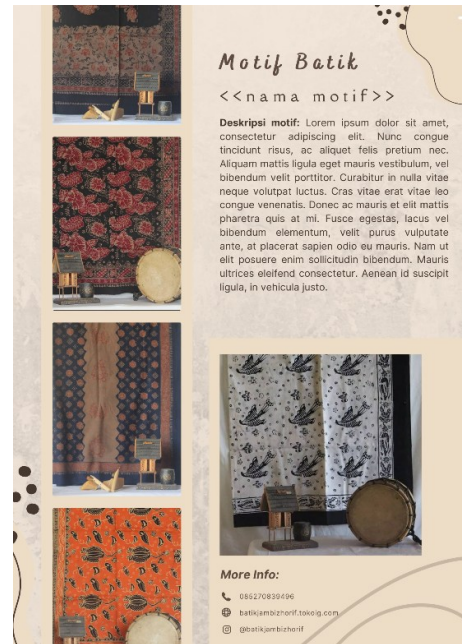 Motif Batik
<<nama motif>>
Deskripsi motif: Lorem ipsum dolor sit amet,
consectetur adipiscing elit. Nunc congue
tincidunt risus, ac aliquet felis pretium nec.
Aliquam mattis ligula eget mauris vestibulum, vel
bibendum velit porttitor. Curabitur in nulla vitae
neque volutpat luctus. Cras vitae erat vitae leo
congue venenatis. Donec ac mauris et elit mattis
pharetra quis at mi. Fusce egestas, lacus vel
bibendum elementum, velit purus vulputate
ante, at placerat sapien odio eu mauris. Nam ut
elit posuere enim sollicitudin bibendum. Mauris
ultrices eleifend consectetur. Aenean id suscipit
ligula, in vehicula justo.
More Info:
085270839496
batikjambizhorif.tokoig.com
@batikjambizhorif